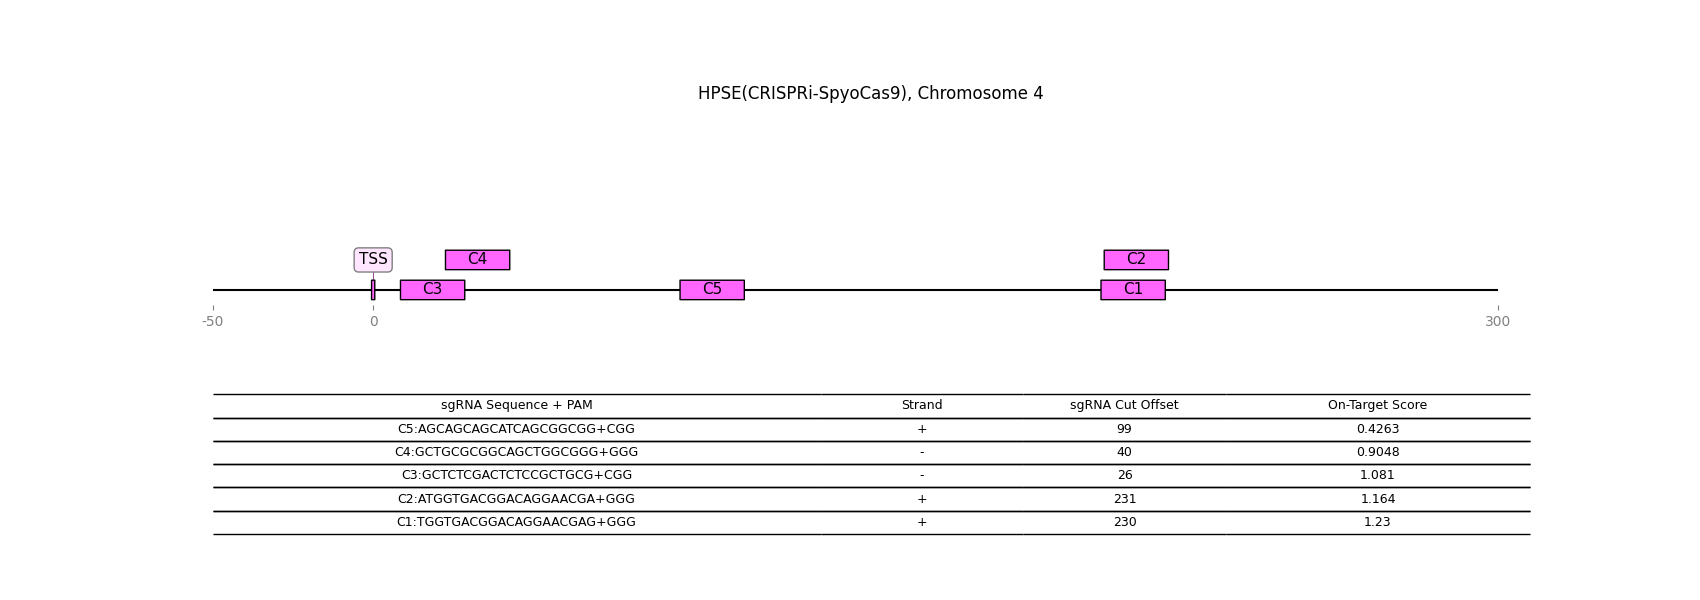 HPSE(CRISPRi-SpyoCas9), Chromosome 4
TSS C4 C2
C3 C5 C1
-50 0 300
sgRNA Sequence + PAM Strand sgRNA Cut Offset On-Target Score
C5:AGCAGCAGCATCAGCGGCGG+CGG + 99 0.4263
C4:GCTGCGCGGCAGCTGGCGGG+GGG - 40 0.9048
C3:GCTCTCGACTCTCCGCTGCG+CGG - 26 1.081
C2:ATGGTGACGGACAGGAACGA+GGG + 231 1.164
C1:TGGTGACGGACAGGAACGAG+GGG + 230 1.23